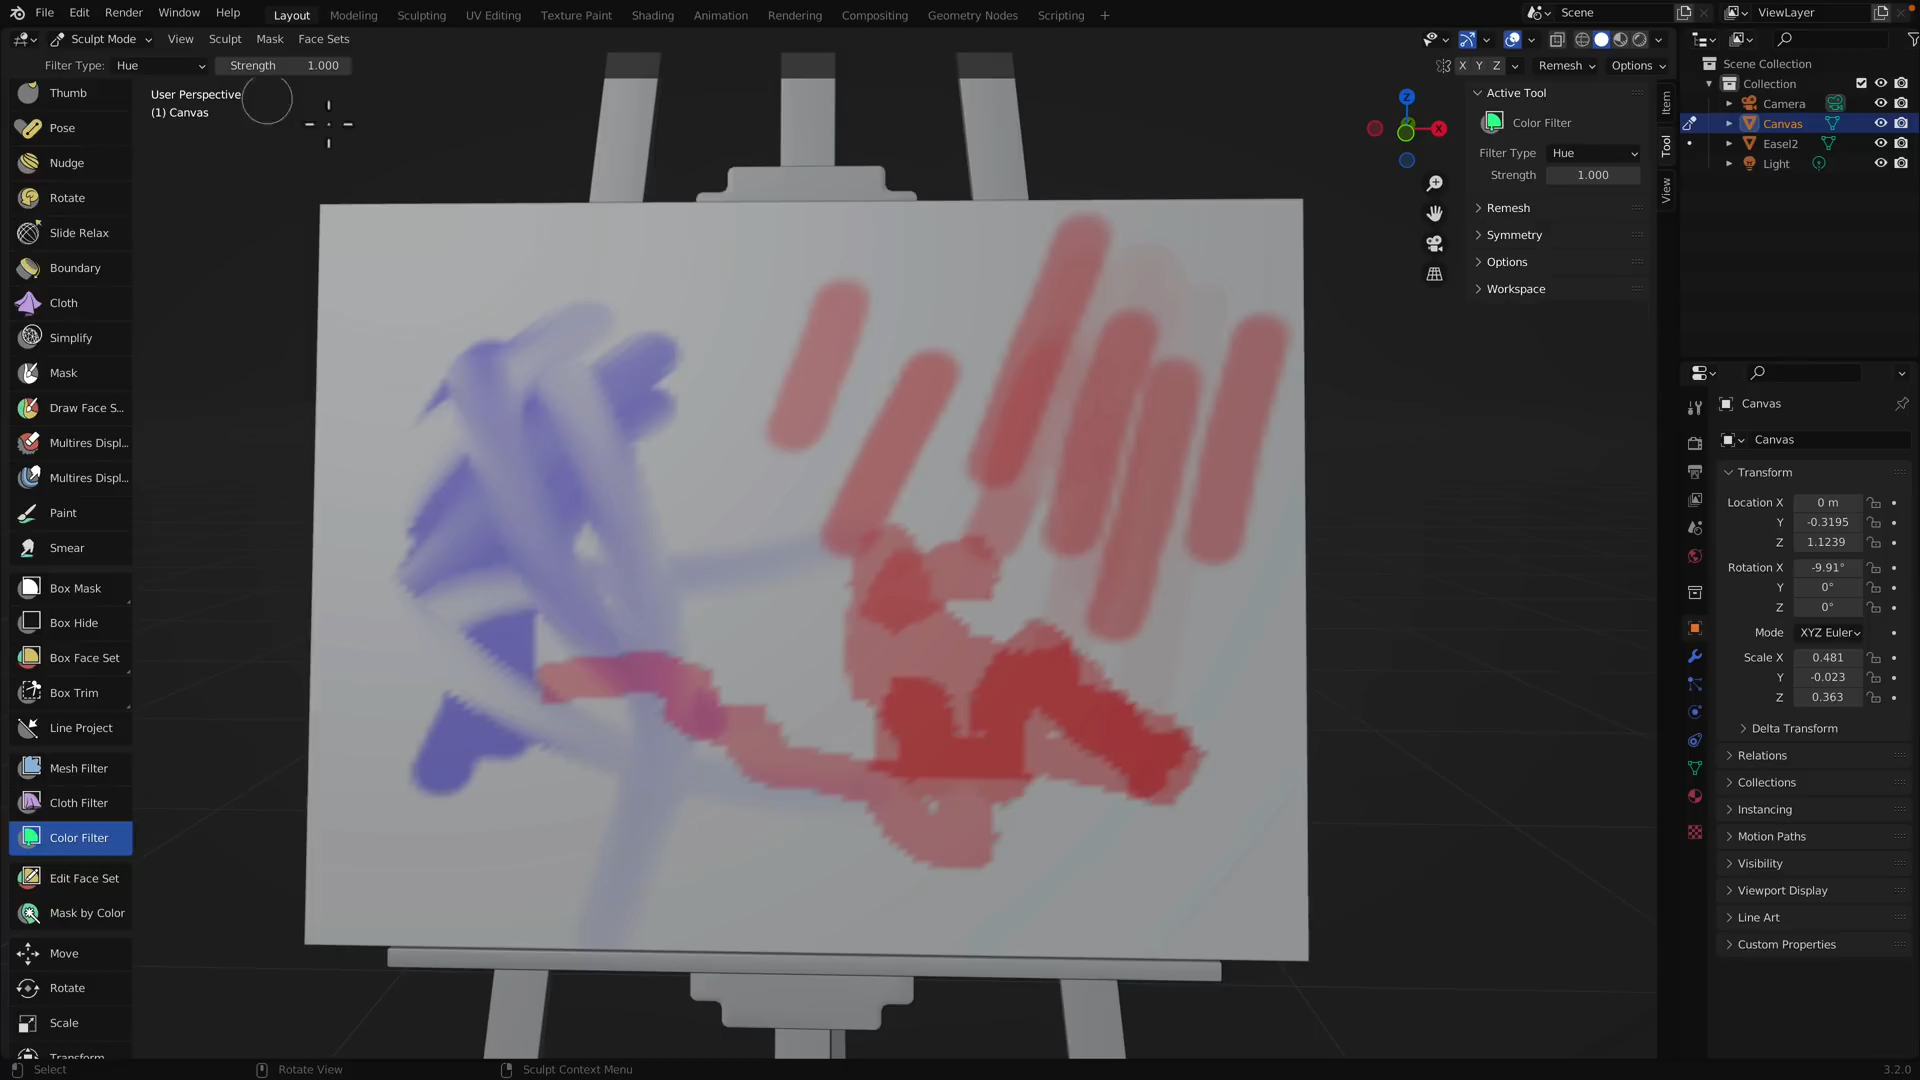 File Edit Render Window Help Layout Modeling Sculpting UV Editing Texture Paint Shading Animation Rendering Compositing Geometry Nodes Scripting + Scene ViewLayer
Sculpt Mode View Sculpt Mask Face Sets
Filter Type: Hue Strength 1.000 X Y Z Remesh Options
User Perspective
(1) Canvas
Thumb
Pose
Nudge
Rotate
Slide Relax
Boundary
Cloth
Simplify
Mask
Draw Face S...
Multires Displ...
Multires Displ...
Paint
Smear
Box Mask
Box Hide
Box Face Set
Box Trim
Line Project
Mesh Filter
Cloth Filter
Color Filter
Edit Face Set
Mask by Color
Move
Rotate
Scale
Transform
Z
X
Active Tool
Color Filter
Filter Type Hue
Strength 1.000
Remesh
Symmetry
Options
Workspace
Item
Tool
View
Scene Collection
Collection
Camera
Canvas
Easel2
Light
Canvas
Canvas
Transform
Location X 0 m
Y -0.3195
Z 1.1239
Rotation X -9.91°
Y 0°
Z 0°
Mode XYZ Euler
Scale X 0.481
Y -0.023
Z 0.363
Delta Transform
Relations
Collections
Instancing
Motion Paths
Visibility
Viewport Display
Line Art
Custom Properties
Select Rotate View Sculpt Context Menu 3.2.0